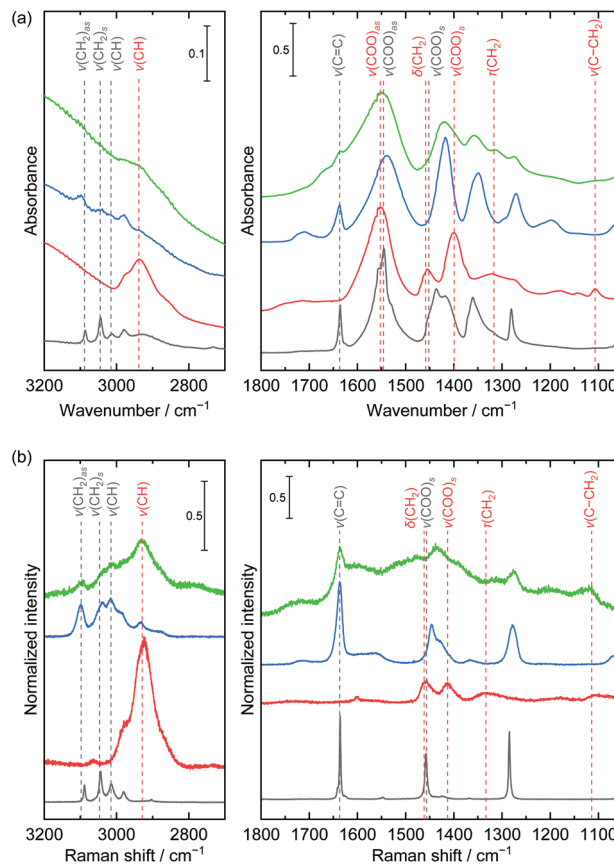 (a)
ν(CH₂)ₐₛ
ν(CH₂)ₛ
ν(CH)
ν(CH)
0.1
Absorbance
3200 3000 2800
Wavenumber / cm⁻¹
0.5
ν(C=C)
ν(COO)ₐₛ
ν(COO)ₐₛ
δ(CH₂)
ν(COO)ₛ
ν(COO)ₛ
τ(CH₂)
ν(C−CH₂)
Absorbance
1800 1700 1600 1500 1400 1300 1200 1100
Wavenumber / cm⁻¹
(b)
ν(CH₂)ₐₛ
ν(CH₂)ₛ
ν(CH)
ν(CH)
0.5
Normalized intensity
3200 3000 2800
Raman shift / cm⁻¹
0.5
ν(C=C)
δ(CH₂)
ν(COO)ₛ
ν(COO)ₛ
τ(CH₂)
ν(C−CH₂)
Normalized intensity
1800 1700 1600 1500 1400 1300 1200 1100
Raman shift / cm⁻¹